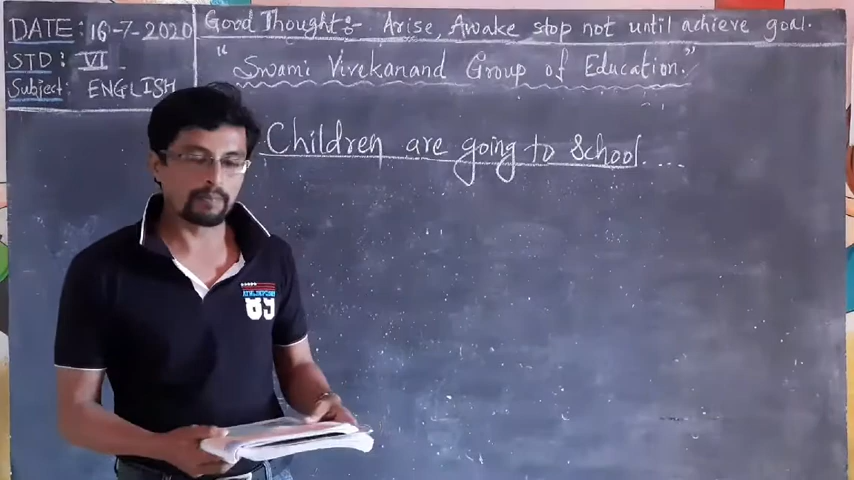 DATE: 16-7-2020
STD: VI
Subject: ENGLISH
Good Thought:- Arise, Awake stop not until achieve goal.
"Swami Vivekanand Group of Education."
Children are going to School. ...
89